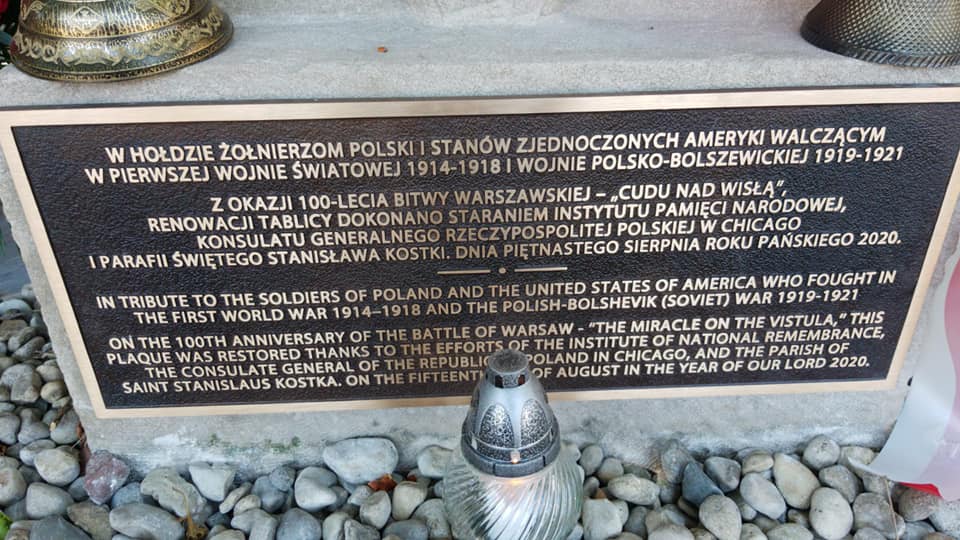 W HOŁDZIE ŻOŁNIERZOM POLSKI I STANÓW ZJEDNOCZONYCH AMERYKI WALCZĄCYM
W PIERWSZEJ WOJNIE ŚWIATOWEJ 1914-1918 I WOJNIE POLSKO-BOLSZEWICKIEJ 1919-1921
Z OKAZJI 100-LECIA BITWY WARSZAWSKIEJ – „CUDU NAD WISŁĄ”,
RENOWACJI TABLICY DOKONANO STARANIEM INSTYTUTU PAMIĘCI NARODOWEJ,
KONSULATU GENERALNEGO RZECZYPOSPOLITEJ POLSKIEJ W CHICAGO
I PARAFII ŚWIĘTEGO STANISŁAWA KOSTKI. DNIA PIĘTNASTEGO SIERPNIA ROKU PAŃSKIEGO 2020.
IN TRIBUTE TO THE SOLDIERS OF POLAND AND THE UNITED STATES OF AMERICA WHO FOUGHT IN
THE FIRST WORLD WAR 1914–1918 AND THE POLISH-BOLSHEVIK (SOVIET) WAR 1919-1921
ON THE 100TH ANNIVERSARY OF THE BATTLE OF WARSAW - "THE MIRACLE ON THE VISTULA," THIS
PLAQUE WAS RESTORED THANKS TO THE EFFORTS OF THE INSTITUTE OF NATIONAL REMEMBRANCE,
THE CONSULATE GENERAL OF THE REPUBLIC POLAND IN CHICAGO, AND THE PARISH OF
SAINT STANISLAUS KOSTKA. ON THE FIFTEENTH OF AUGUST IN THE YEAR OF OUR LORD 2020.